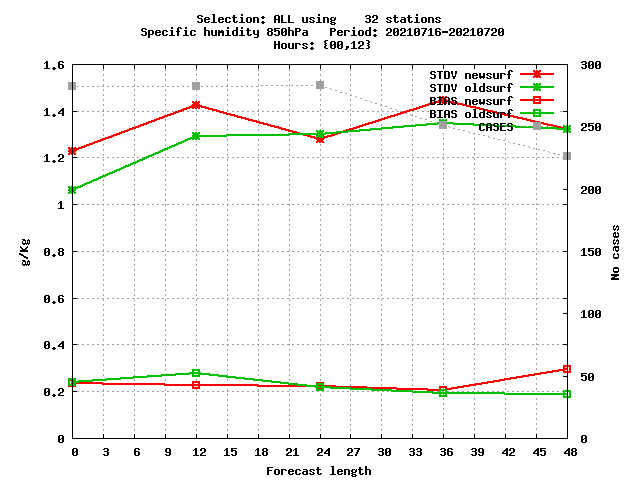 Selection: ALL using    32 stations
Specific humidity 850hPa   Period: 20210716-20210720
Hours: {00,12}
1.6
1.4
1.2
1
0.8
0.6
0.4
0.2
0
g/Kg
STDV newsurf
STDV oldsurf
BIAS newsurf
BIAS oldsurf
CASES
300
250
200
150
100
50
0
No cases
0 3 6 9 12 15 18 21 24 27 30 33 36 39 42 45 48
Forecast length